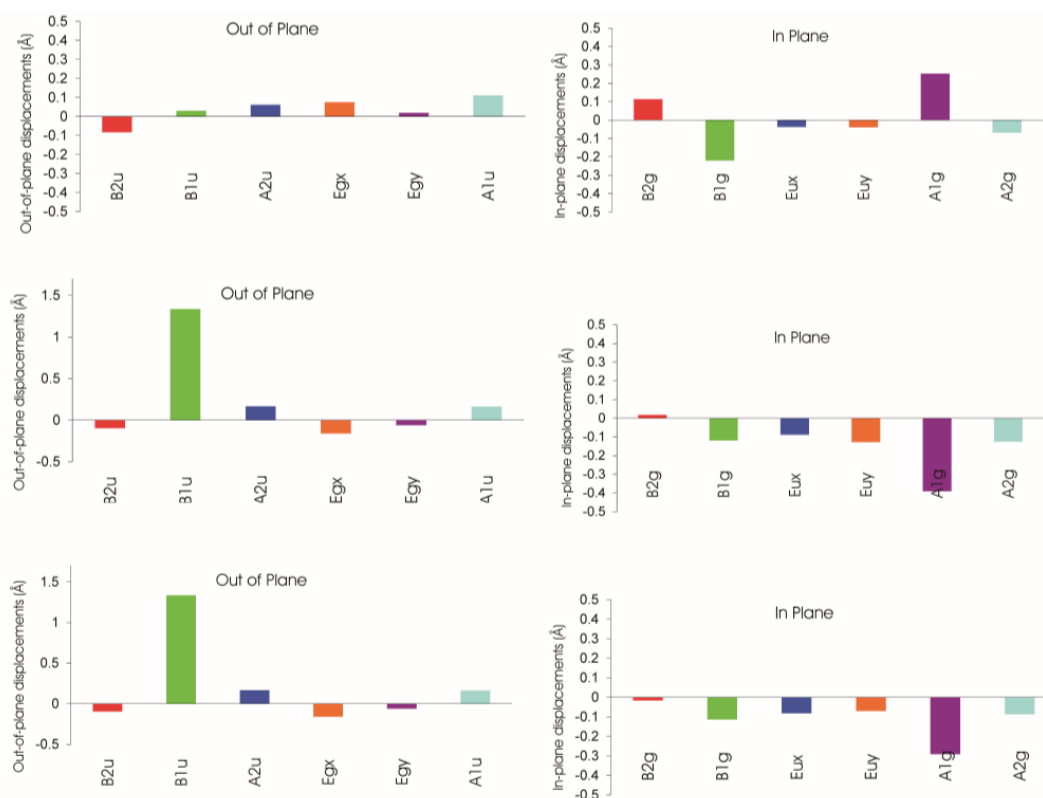 Out of Plane
Out-of-plane displacements (Å)
0.5
0.4
0.3
0.2
0.1
0
-0.1
-0.2
-0.3
-0.4
-0.5
B2u
B1u
A2u
Egx
Egy
A1u
In Plane
In-plane displacements (Å)
0.5
0.4
0.3
0.2
0.1
0
-0.1
-0.2
-0.3
-0.4
-0.5
B2g
B1g
Eux
Euy
A1g
A2g
Out of Plane
Out-of-plane displacements (Å)
1.5
1
0.5
0
-0.5
B2u
B1u
A2u
Egx
Egy
A1u
In Plane
In-plane displacements (Å)
0.5
0.4
0.3
0.2
0.1
0
-0.1
-0.2
-0.3
-0.4
-0.5
B2g
B1g
Eux
Euy
A1g
A2g
Out of Plane
Out-of-plane displacements (Å)
1.5
1
0.5
0
-0.5
B2u
B1u
A2u
Egx
Egy
A1u
In Plane
In-plane displacements (Å)
0.5
0.4
0.3
0.2
0.1
0
-0.1
-0.2
-0.3
-0.4
-0.5
B2g
B1g
Eux
Euy
A1g
A2g